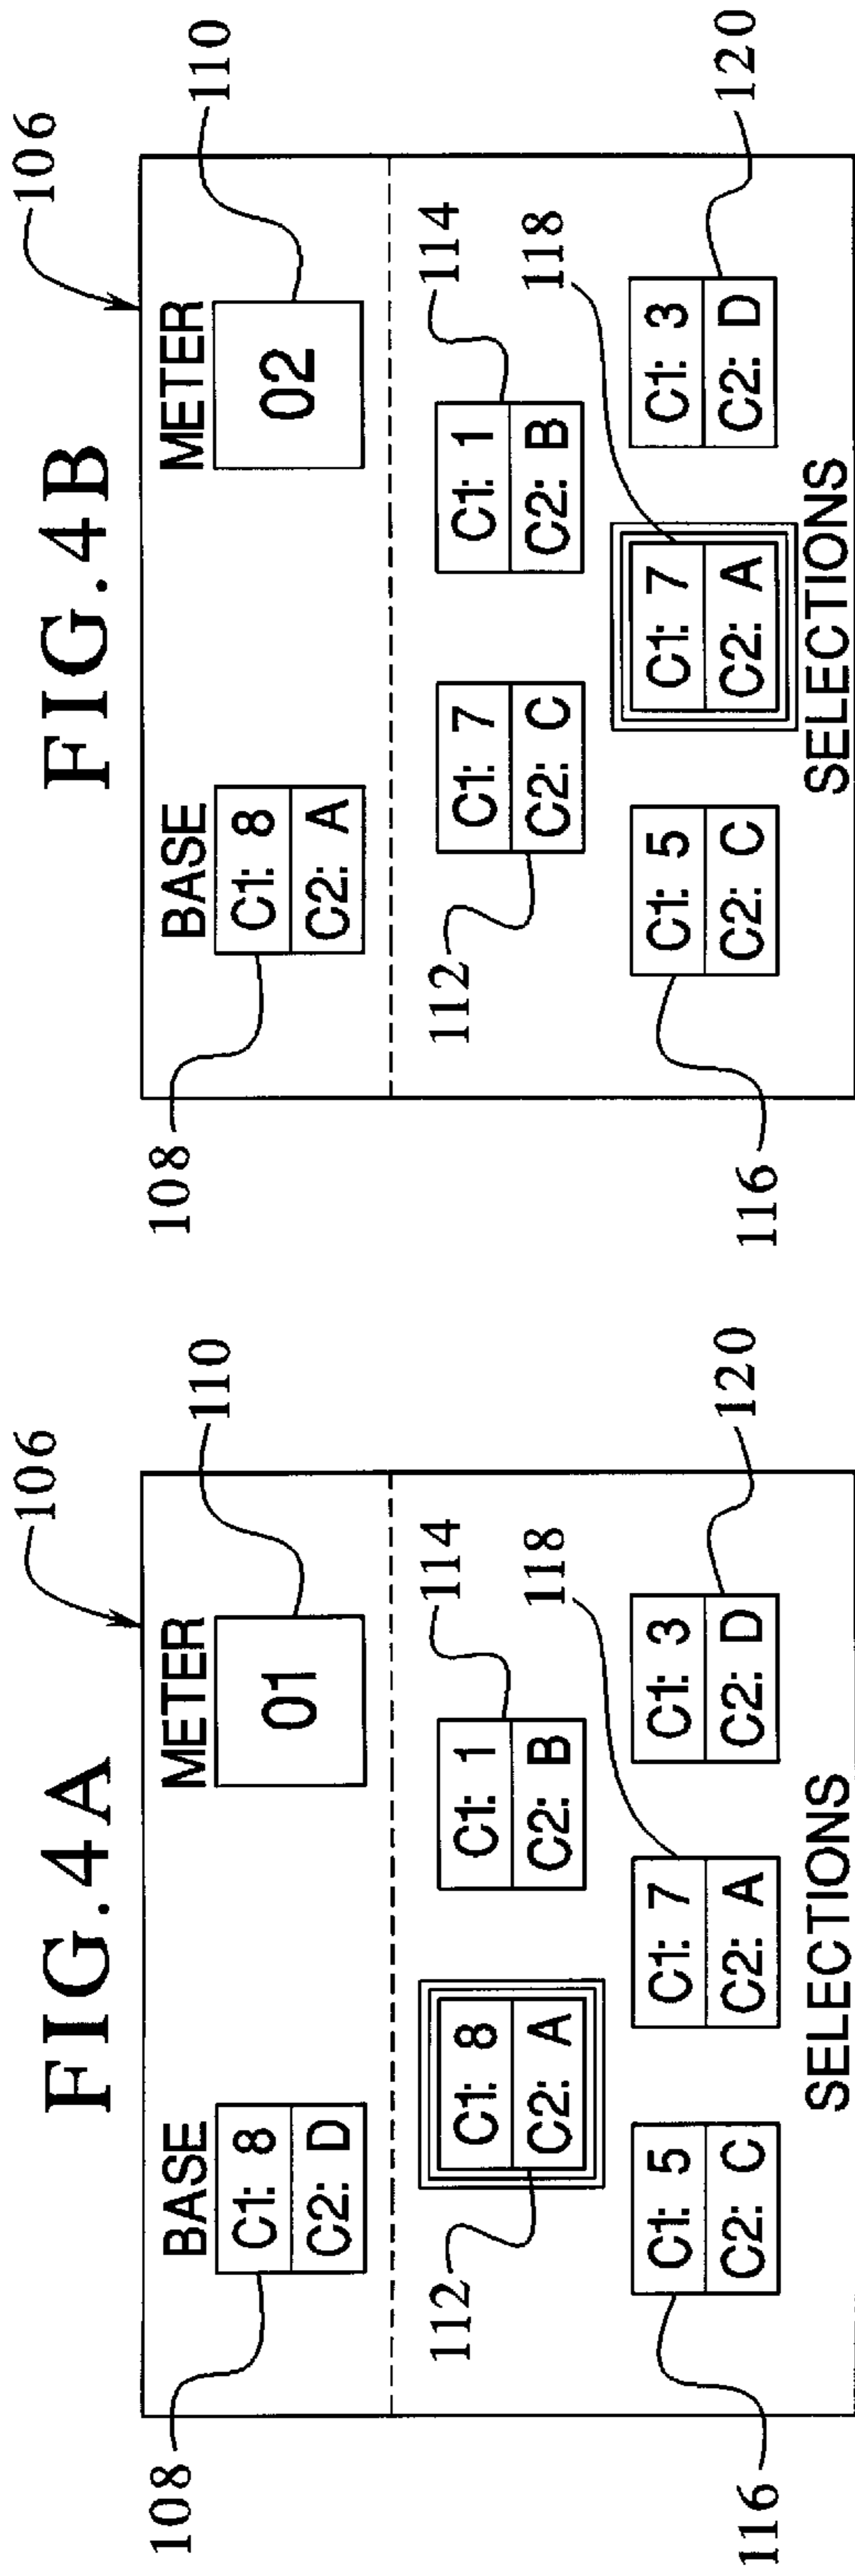 FIG.4A
106
BASE
METER
110
108
C1: 8
C2: D
01
112
C1: 8
C2: A
C1: 1
C2: B
114
118
116
C1: 5
C2: C
C1: 7
C2: A
C1: 3
C2: D
120
SELECTIONS
FIG.4B
106
BASE
METER
110
108
C1: 8
C2: A
02
112
C1: 7
C2: C
C1: 1
C2: B
114
118
116
C1: 5
C2: C
C1: 7
C2: A
C1: 3
C2: D
120
SELECTIONS